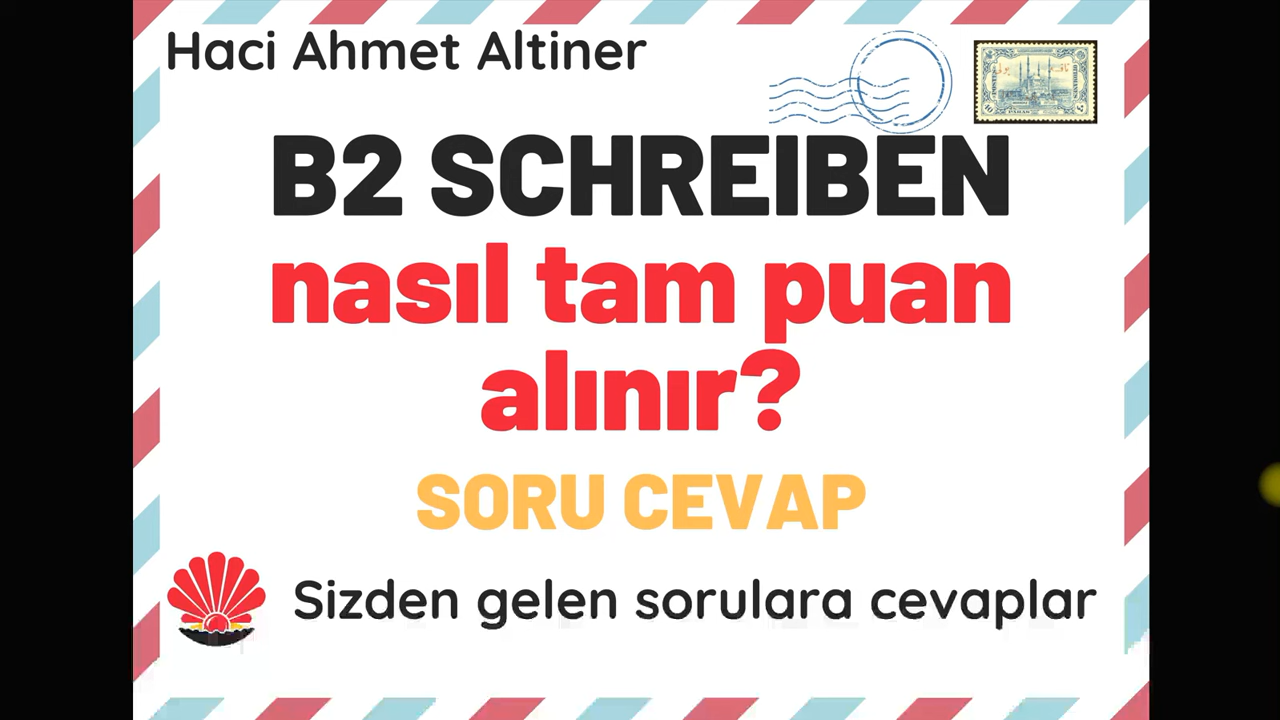 Haci Ahmet Altiner
B2 SCHREIBEN
nasıl tam puan
alınır?
SORU CEVAP
Sizden gelen sorulara cevaplar